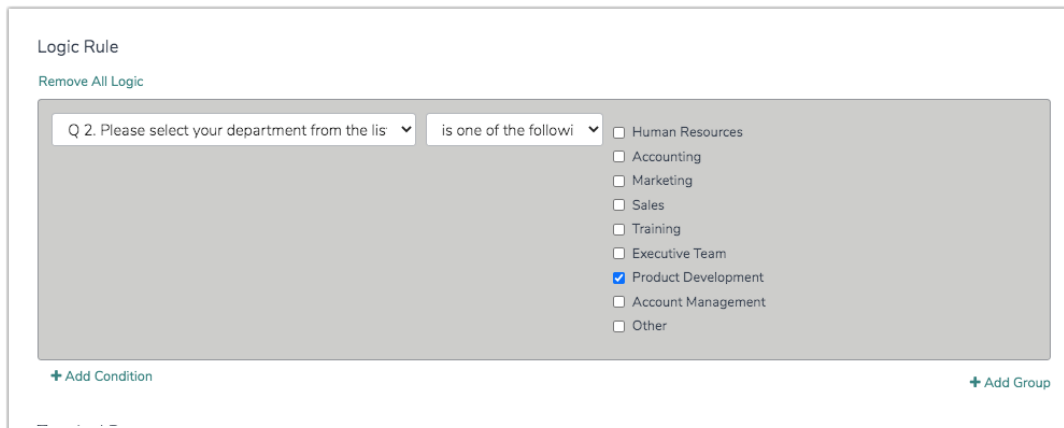 Logic Rule
Remove All Logic
Q 2. Please select your department from the lis
is one of the followi
Human Resources
Accounting
Marketing
Sales
Training
Executive Team
Product Development
Account Management
Other
+ Add Condition
+ Add Group